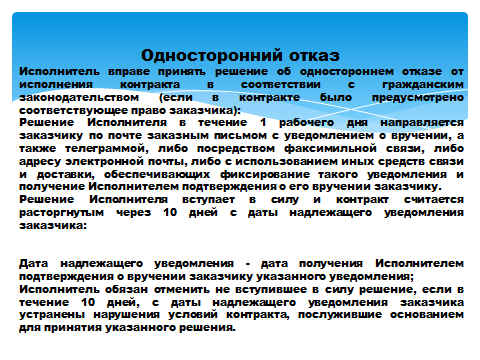 Односторонний отказ
Исполнитель вправе принять решение об одностороннем отказе от
исполнения контракта в соответствии с гражданским
законодательством (если в контракте было предусмотрено
соответствующее право заказчика):
Решение Исполнителя в течение 1 рабочего дня направляется
заказчику по почте заказным письмом с уведомлением о вручении, а
также телеграммой, либо посредством факсимильной связи, либо
адресу электронной почты, либо с использованием иных средств связи
и доставки, обеспечивающих фиксирование такого уведомления и
получение Исполнителем подтверждения о его вручении заказчику.
Решение Исполнителя вступает в силу и контракт считается
расторгнутым через 10 дней с даты надлежащего уведомления
заказчика:
Дата надлежащего уведомления - дата получения Исполнителем
подтверждения о вручении заказчику указанного уведомления;
Исполнитель обязан отменить не вступившее в силу решение, если в
течение 10 дней, с даты надлежащего уведомления заказчика
устранены нарушения условий контракта, послужившие основанием
для принятия указанного решения.